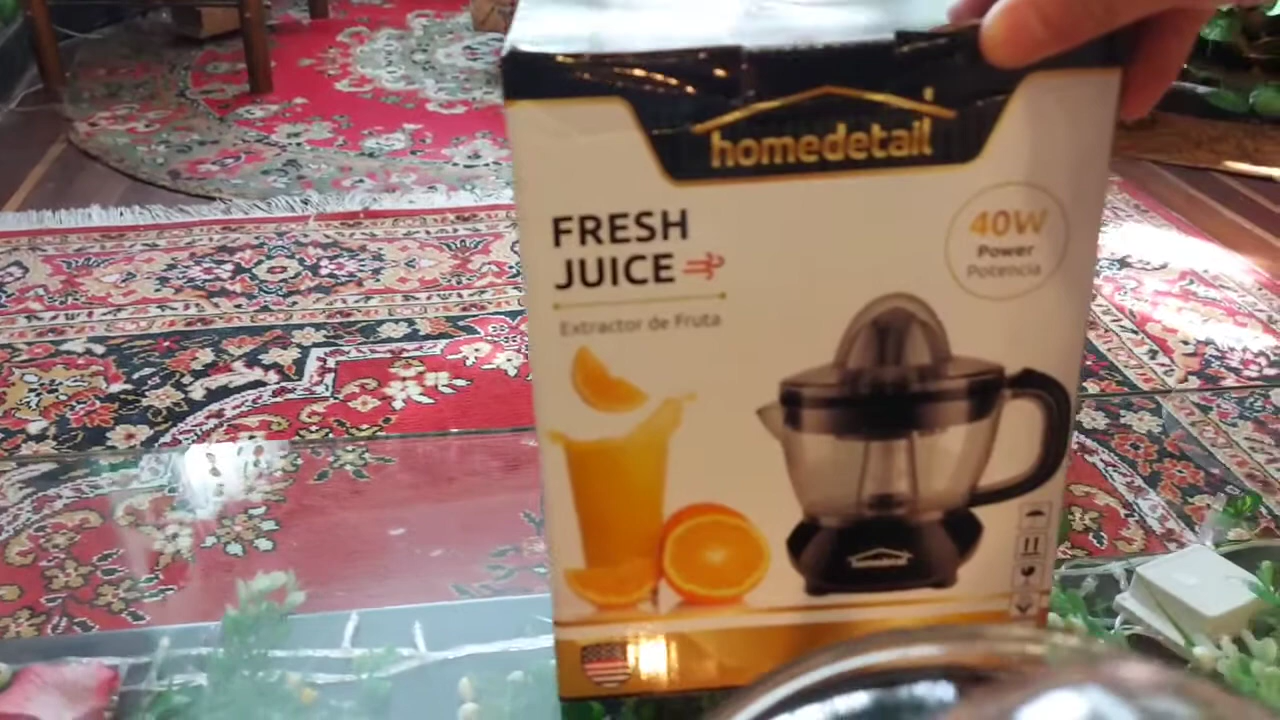 homedetail
FRESH
JUICE
Extractor de Fruta
40W
Power
Potencia